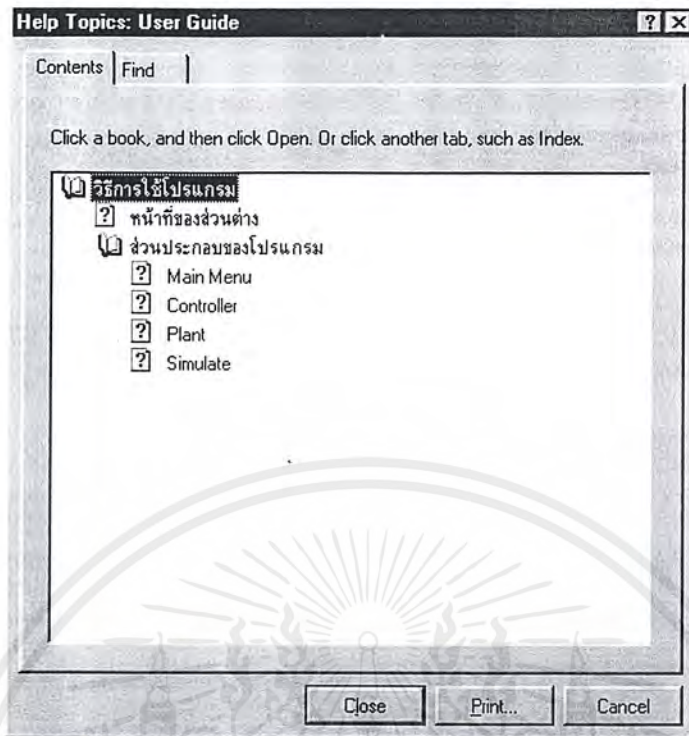 Help Topics: User Guide
Contents Find
Click a book, and then click Open. Or click another tab, such as Index.
วิธีการใช้โปรแกรม
หน้าที่ของส่วนต่าง
ส่วนประกอบของโปรแกรม
Main Menu
Controller
Plant
Simulate
Close Print... Cancel